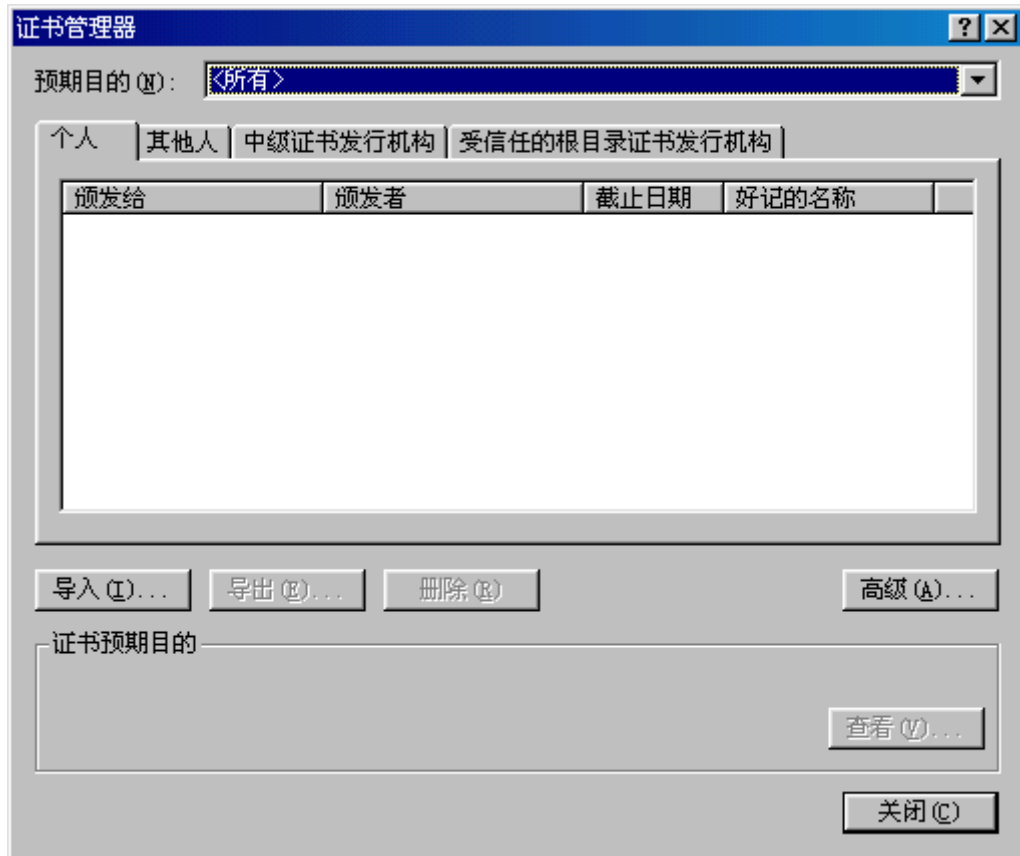 证书管理器
预期目的(N): <所有>
个人 其他人 中级证书发行机构 受信任的根目录证书发行机构
颁发给 颁发者 截止日期 好记的名称
导入(I)... 导出(E)... 删除(R) 高级(A)...
证书预期目的
查看(V)...
关闭(C)